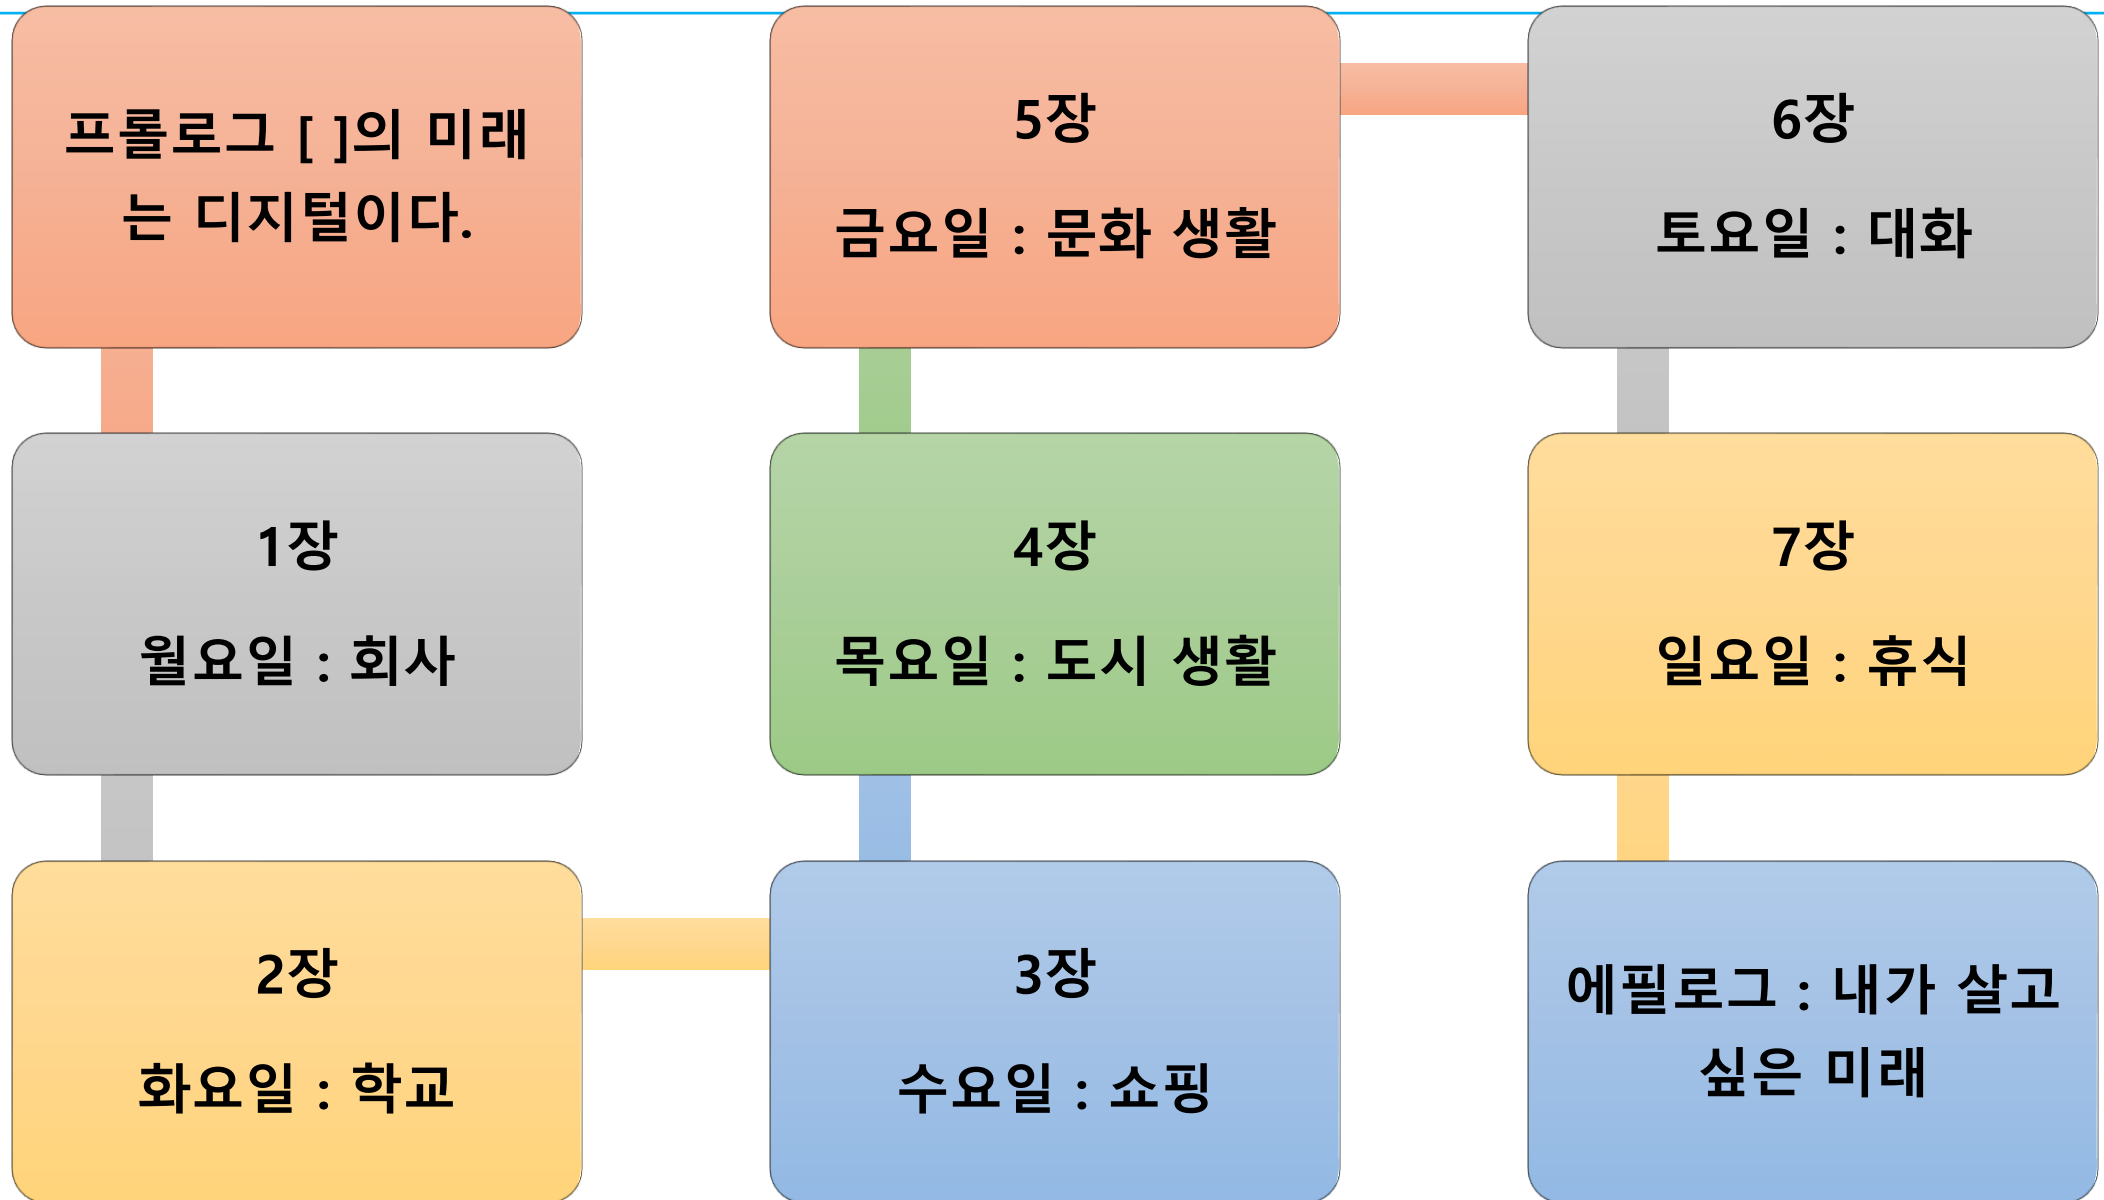 프롤로그 [ ]의 미래
는 디지털이다.
1장
월요일 : 회사
2장
화요일 : 학교
3장
수요일 : 쇼핑
4장
목요일 : 도시 생활
5장
금요일 : 문화 생활
6장
토요일 : 대화
7장
일요일 : 휴식
에필로그 : 내가 살고
싶은 미래